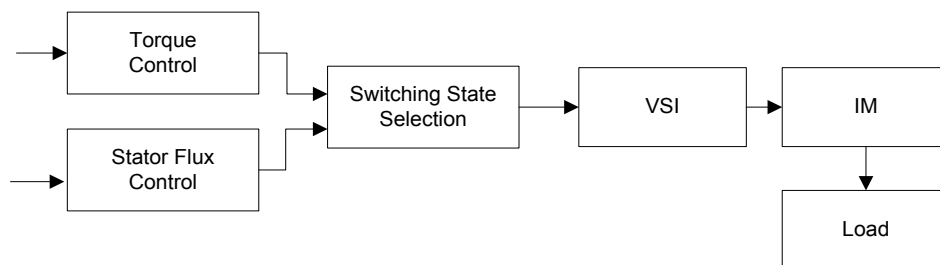 Torque
Control
Switching State
Selection
VSI
IM
Stator Flux
Control
Load